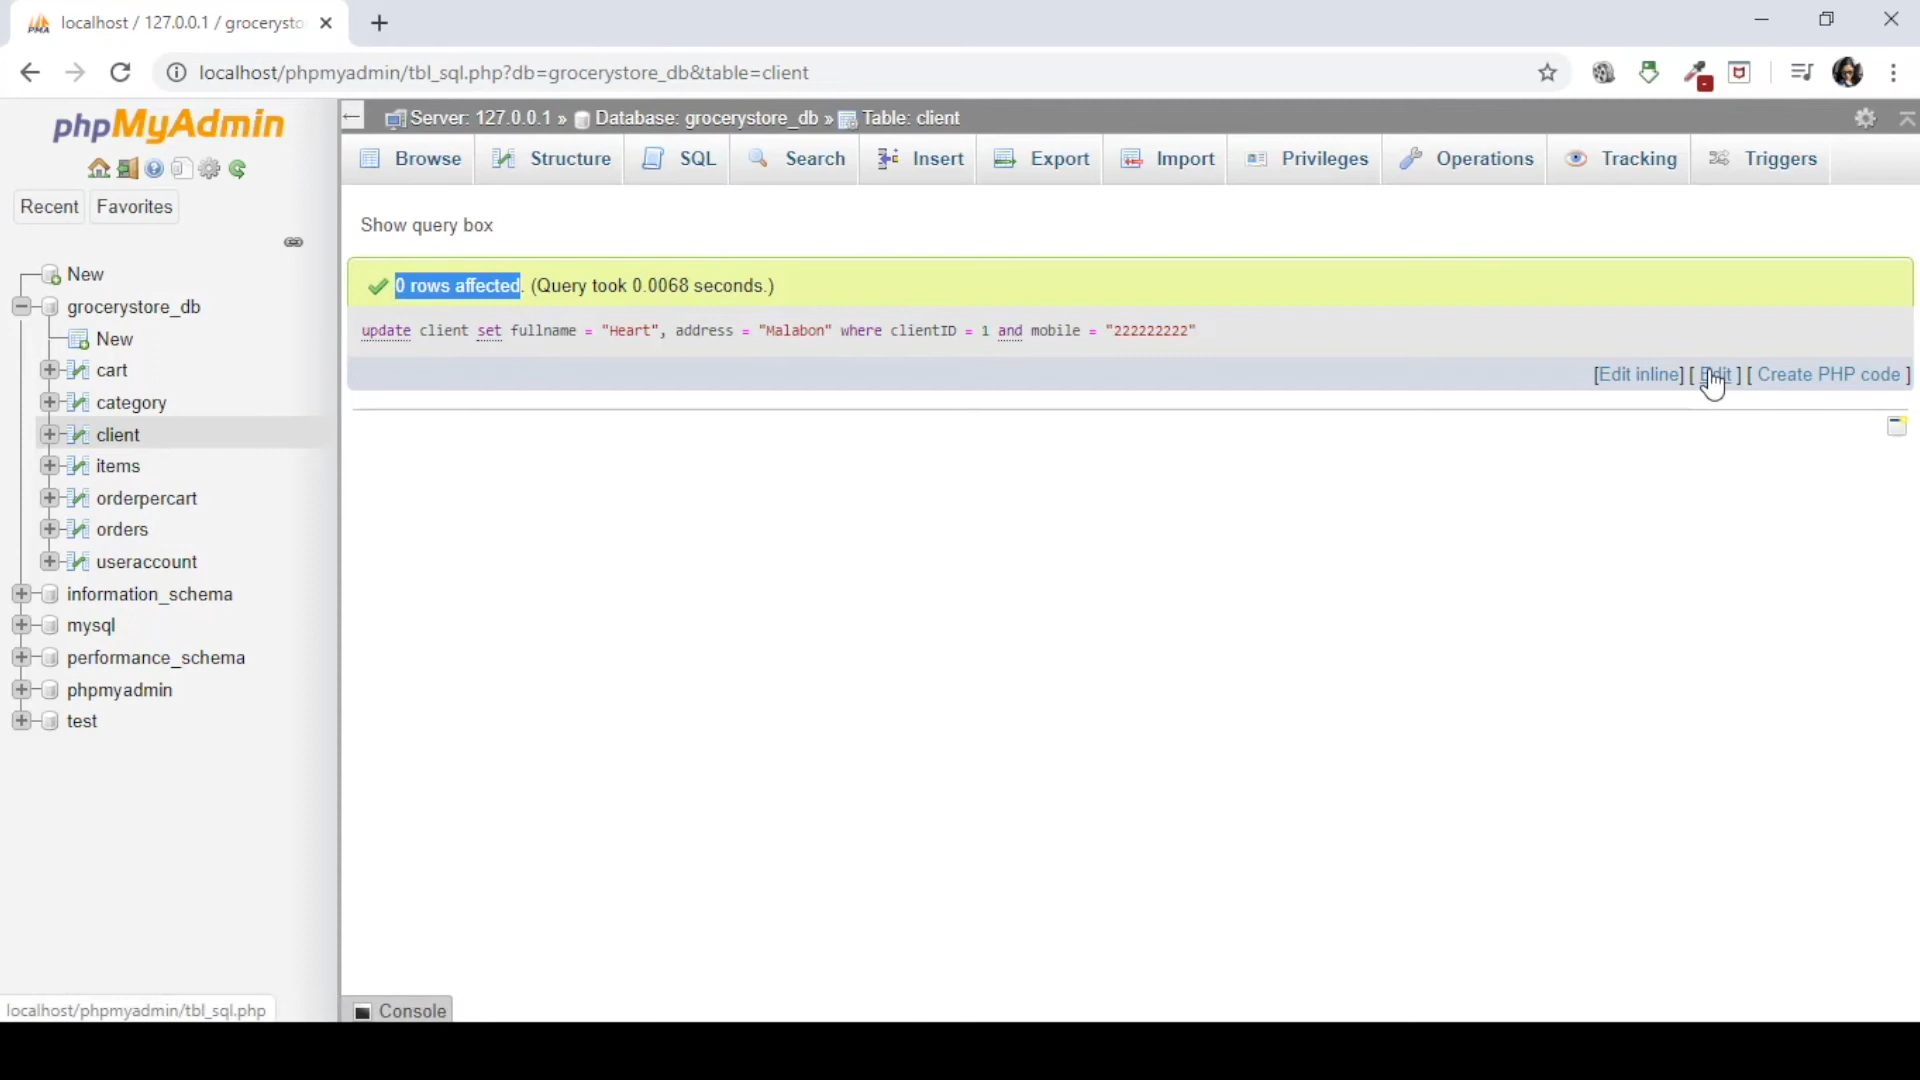 localhost / 127.0.0.1 / grocerysto
localhost/phpmyadmin/tbl_sql.php?db=grocerystore_db&table=client
phpMyAdmin
Recent Favorites
New
grocerystore_db
New
cart
category
client
items
orderpercart
orders
useraccount
information_schema
mysql
performance_schema
phpmyadmin
test
localhost/phpmyadmin/tbl_sql.php
Server: 127.0.0.1 » Database: grocerystore_db » Table: client
Browse Structure SQL Search Insert Export Import Privileges Operations Tracking Triggers
Show query box
0 rows affected. (Query took 0.0068 seconds.)
update client set fullname = "Heart", address = "Malabon" where clientID = 1 and mobile = "222222222"
[Edit inline] [ Edit ] [ Create PHP code ]
Console